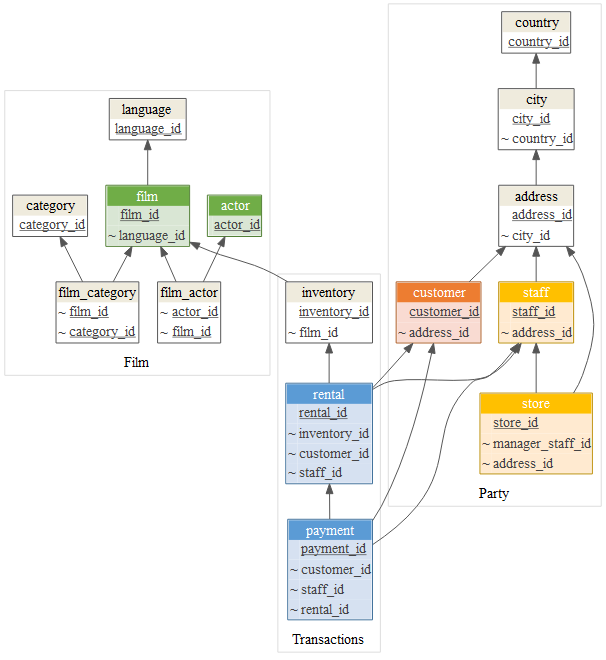 country
country_id
city
city_id
~ country_id
language
language_id
category
category_id
film
film_id
~ language_id
actor
actor_id
address
address_id
~ city_id
film_category
~ film_id
~ category_id
film_actor
~ actor_id
~ film_id
Film
inventory
inventory_id
~ film_id
customer
customer_id
~ address_id
staff
staff_id
~ address_id
rental
rental_id
~ inventory_id
~ customer_id
~ staff_id
store
store_id
~ manager_staff_id
~ address_id
Party
payment
payment_id
~ customer_id
~ staff_id
~ rental_id
Transactions